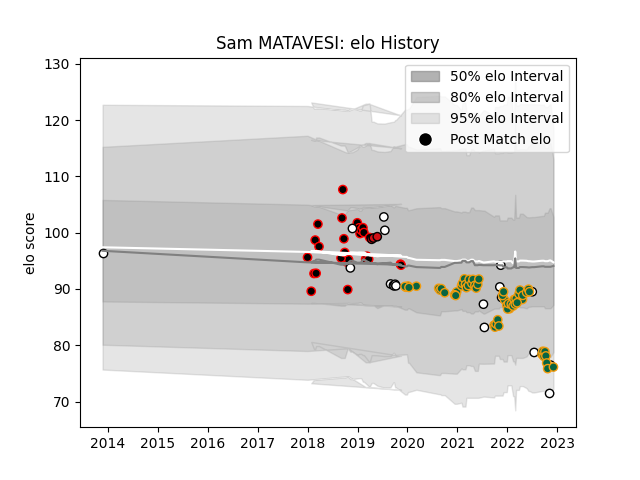 Sam MATAVESI: elo History
elo score
130
120
110
100
90
80
70
50% elo Interval
80% elo Interval
95% elo Interval
Post Match elo
2014 2015 2016 2017 2018 2019 2020 2021 2022 2023